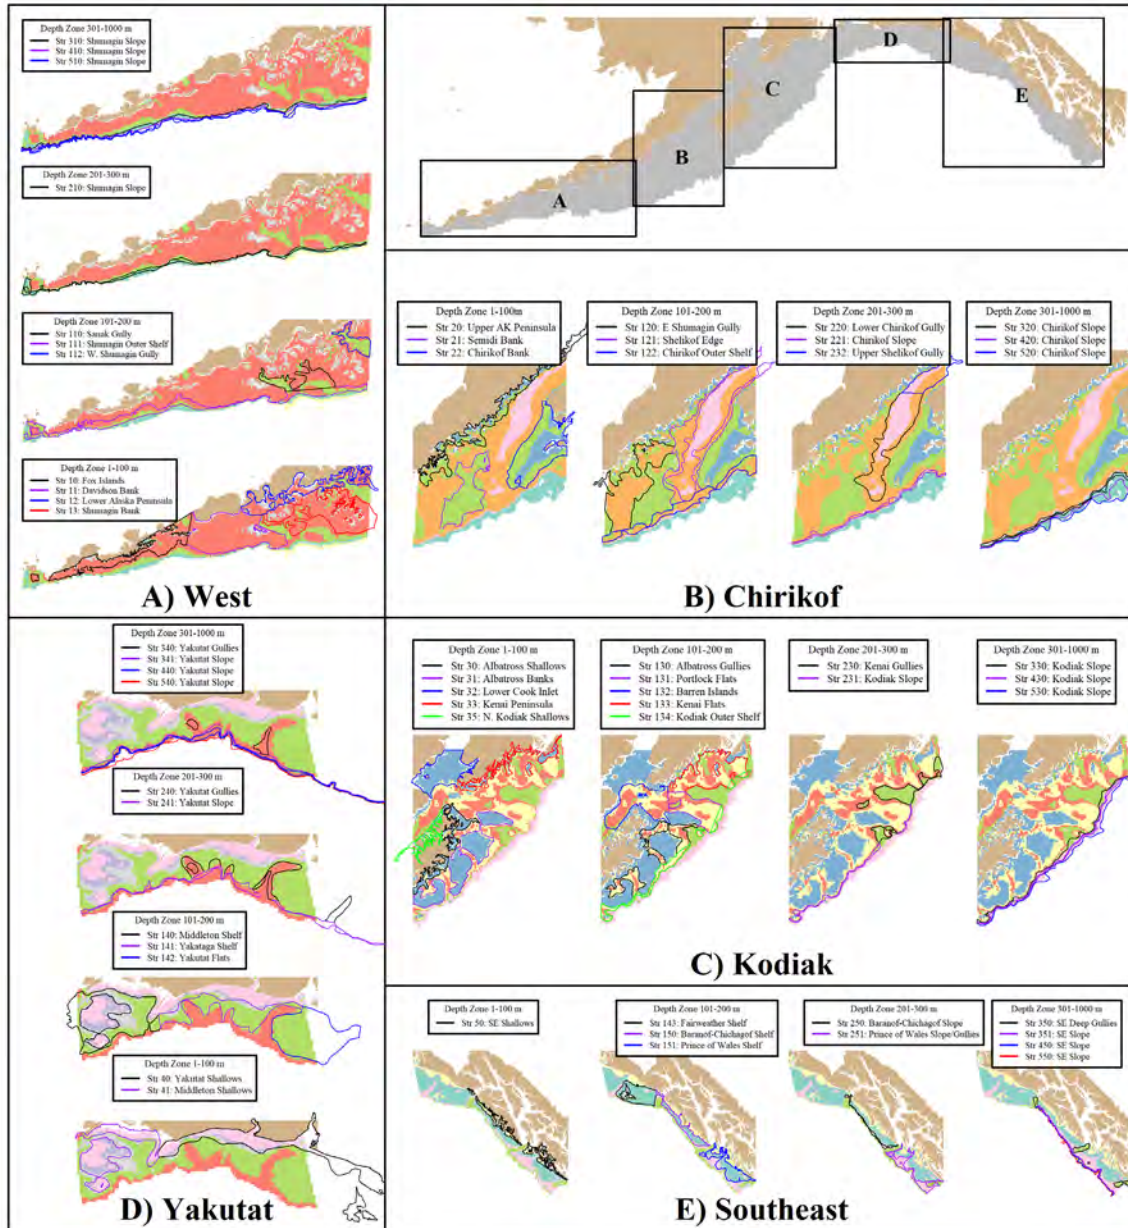 Depth Zone 301-1000 m
Str 310: Shumagin Slope
Str 410: Shumagin Slope
Str 510: Shumagin Slope
Depth Zone 201-300 m
Str 210: Shumagin Slope
Depth Zone 101-200 m
Str 110: Sanak Gully
Str 111: Shumagin Outer Shelf
Str 112: W. Shumagin Gully
Depth Zone 1-100 m
Str 10: Fox Islands
Str 11: Davidson Bank
Str 12: Lower Alaska Peninsula
Str 13: Shumagin Bank
A) West
A
B
C
D
E
Depth Zone 1-100m
Str 20: Upper AK Peninsula
Str 21: Semidi Bank
Str 22: Chirikof Bank
Depth Zone 101-200 m
Str 120: E Shumagin Gully
Str 121: Shelikof Edge
Str 122: Chirikof Outer Shelf
Depth Zone 201-300 m
Str 220: Lower Chirikof Gully
Str 221: Chirikof Slope
Str 232: Upper Shelikof Gully
Depth Zone 301-1000 m
Str 320: Chirikof Slope
Str 420: Chirikof Slope
Str 520: Chirikof Slope
B) Chirikof
Depth Zone 301-1000 m
Str 340: Yakutat Gullies
Str 341: Yakutat Slope
Str 440: Yakutat Slope
Str 540: Yakutat Slope
Depth Zone 201-300 m
Str 240: Yakutat Gullies
Str 241: Yakutat Slope
Depth Zone 101-200 m
Str 140: Middleton Shelf
Str 141: Yakataga Shelf
Str 142: Yakutat Flats
Depth Zone 1-100 m
Str 40: Yakutat Shallows
Str 41: Middleton Shallows
D) Yakutat
Depth Zone 1-100 m
Str 30: Albatross Shallows
Str 31: Albatross Banks
Str 32: Lower Cook Inlet
Str 33: Kenai Peninsula
Str 35: N. Kodiak Shallows
Depth Zone 101-200 m
Str 130: Albatross Gullies
Str 131: Portlock Flats
Str 132: Barren Islands
Str 133: Kenai Flats
Str 134: Kodiak Outer Shelf
Depth Zone 201-300 m
Str 230: Kenai Gullies
Str 231: Kodiak Slope
Depth Zone 301-1000 m
Str 330: Kodiak Slope
Str 430: Kodiak Slope
Str 530: Kodiak Slope
C) Kodiak
Depth Zone 1-100 m
Str 50: SE Shallows
Depth Zone 101-200 m
Str 143: Fairweather Shelf
Str 150: Baranof-Chichagof Shelf
Str 151: Prince of Wales Shelf
Depth Zone 201-300 m
Str 250: Baranof-Chichagof Slope
Str 251: Prince of Wales Slope/Gullies
Depth Zone 301-1000 m
Str 350: SE Deep Gullies
Str 351: SE Slope
Str 450: SE Slope
Str 550: SE Slope
E) Southeast